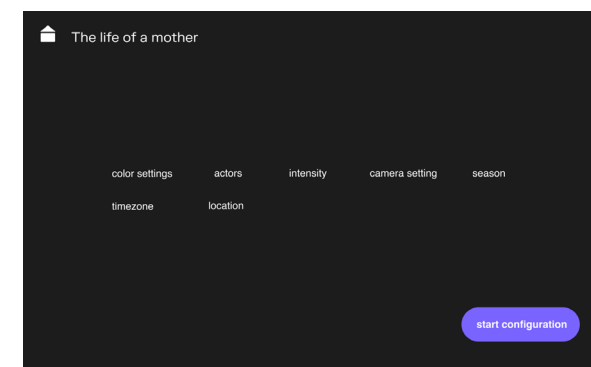 The life of a mother
color settings actors intensity camera setting season
timezone location
start configuration